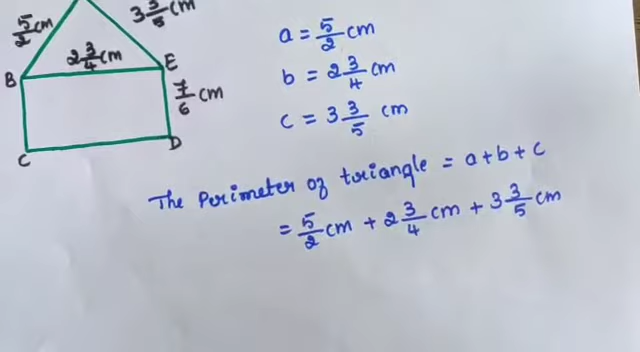 5/2 cm
3 3/5 cm
2 3/4 cm
B
E
7/6 cm
C
D
a = 5/2 cm
b = 2 3/4 cm
c = 3 3/5 cm
The Perimeter of triangle = a+b+c
= 5/2 cm + 2 3/4 cm + 3 3/5 cm